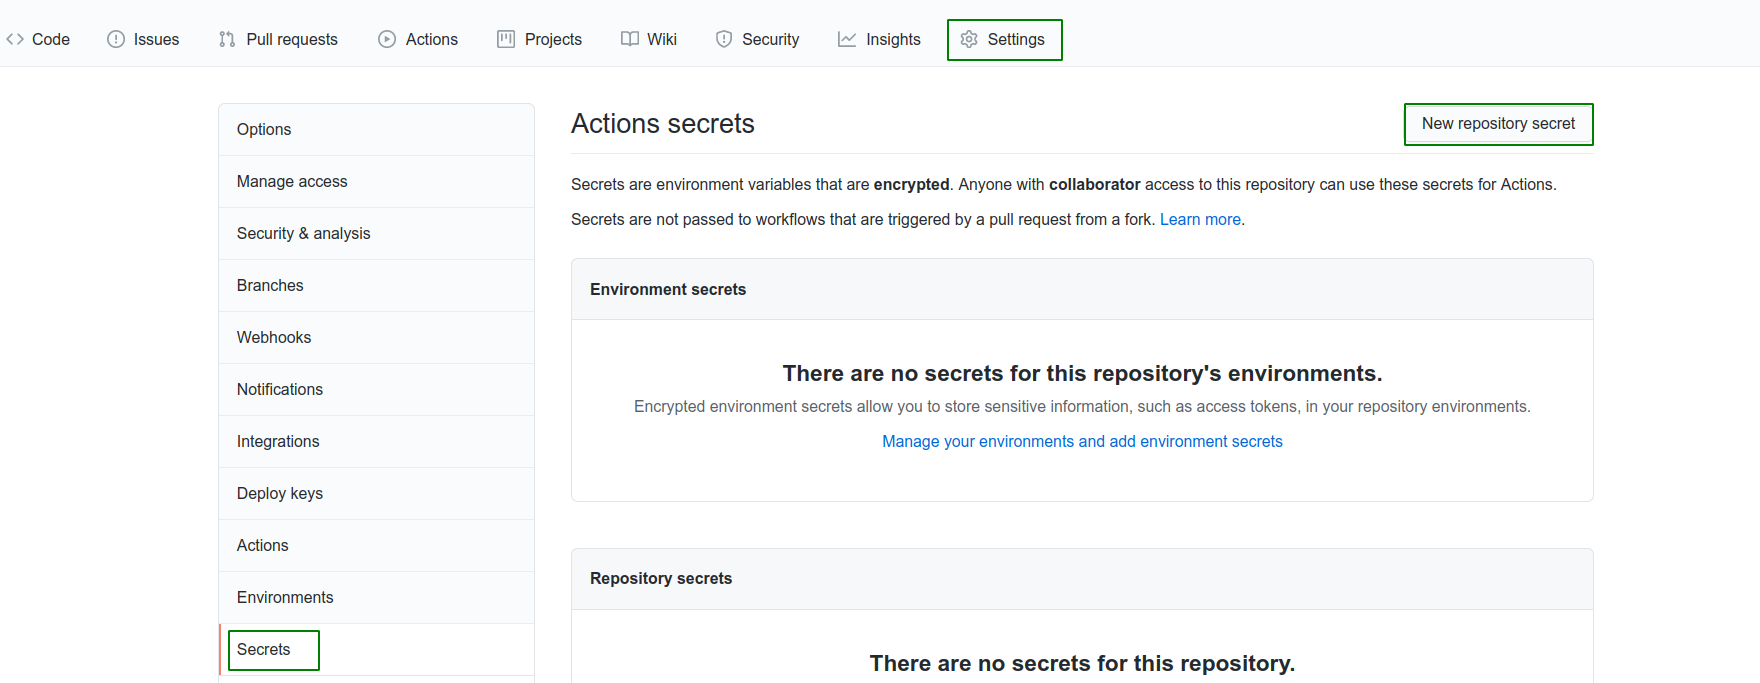 Code Issues Pull requests Actions Projects Wiki Security Insights Settings
Options
Manage access
Security & analysis
Branches
Webhooks
Notifications
Integrations
Deploy keys
Actions
Environments
Secrets
Actions secrets
New repository secret
Secrets are environment variables that are encrypted. Anyone with collaborator access to this repository can use these secrets for Actions.
Secrets are not passed to workflows that are triggered by a pull request from a fork. Learn more.
Environment secrets
There are no secrets for this repository's environments.
Encrypted environment secrets allow you to store sensitive information, such as access tokens, in your repository environments.
Manage your environments and add environment secrets
Repository secrets
There are no secrets for this repository.